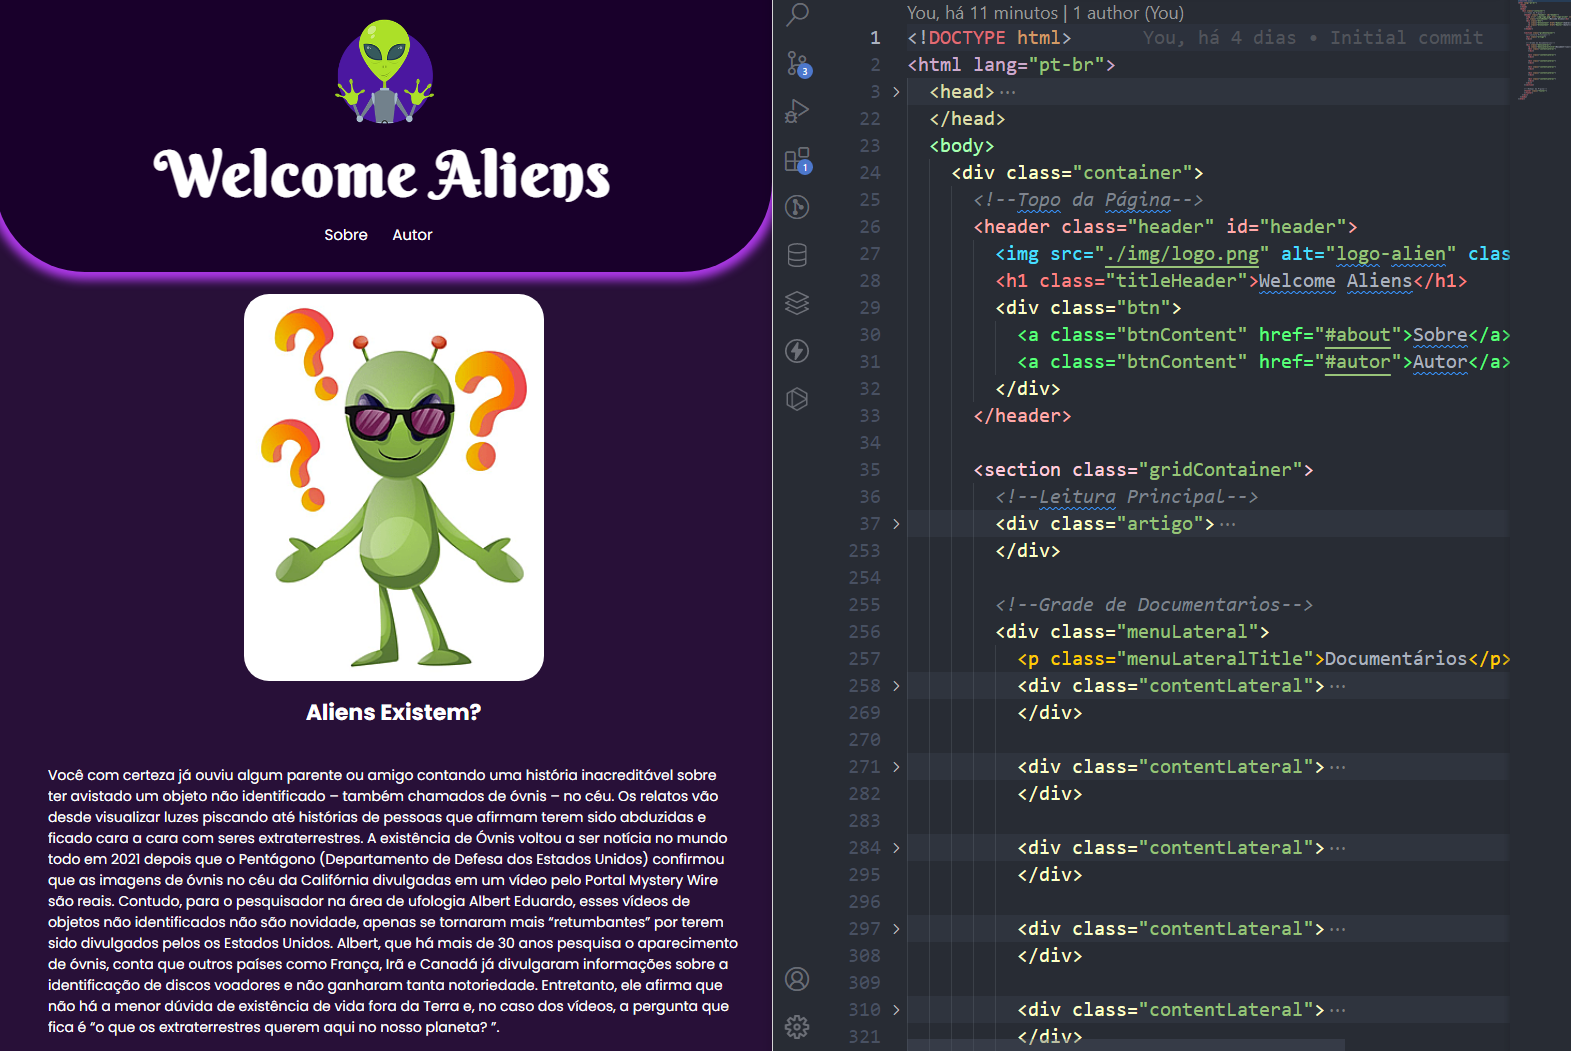 Welcome Aliens
Sobre Autor
Aliens Existem?
Você com certeza já ouviu algum parente ou amigo contando uma história inacreditável sobre
ter avistado um objeto não identificado – também chamados de óvnis – no céu. Os relatos vão
desde visualizar luzes piscando até histórias de pessoas que afirmam terem sido abduzidas e
ficado cara a cara com seres extraterrestres. A existência de Óvnis voltou a ser notícia no mundo
todo em 2021 depois que o Pentágono (Departamento de Defesa dos Estados Unidos) confirmou
que as imagens de óvnis no céu da Califórnia divulgadas em um vídeo pelo Portal Mystery Wire
são reais. Contudo, para o pesquisador na área de ufologia Albert Eduardo, esses vídeos de
objetos não identificados não são novidade, apenas se tornaram mais “retumbantes” por terem
sido divulgados pelos os Estados Unidos. Albert, que há mais de 30 anos pesquisa o aparecimento
de óvnis, conta que outros países como França, Irã e Canadá já divulgaram informações sobre a
identificação de discos voadores e não ganharam tanta notoriedade. Entretanto, ele afirma que
não há a menor dúvida de existência de vida fora da Terra e, no caso dos vídeos, a pergunta que
fica é “o que os extraterrestres querem aqui no nosso planeta? ”.
3
1
You, há 11 minutos | 1 author (You)
1 <!DOCTYPE html> You, há 4 dias • Initial commit
2 <html lang="pt-br">
3 <head>···
22 </head>
23 <body>
24 <div class="container">
25 <!--Topo da Página-->
26 <header class="header" id="header">
27 <img src="./img/logo.png" alt="logo-alien" clas
28 <h1 class="titleHeader">Welcome Aliens</h1>
29 <div class="btn">
30 <a class="btnContent" href="#about">Sobre</a>
31 <a class="btnContent" href="#autor">Autor</a>
32 </div>
33 </header>
34
35 <section class="gridContainer">
36 <!--Leitura Principal-->
37 <div class="artigo">···
253 </div>
254
255 <!--Grade de Documentarios-->
256 <div class="menuLateral">
257 <p class="menuLateralTitle">Documentários</p>
258 <div class="contentLateral">···
269 </div>
270
271 <div class="contentLateral">···
282 </div>
283
284 <div class="contentLateral">···
295 </div>
296
297 <div class="contentLateral">···
308 </div>
309
310 <div class="contentLateral">···
321 </div>